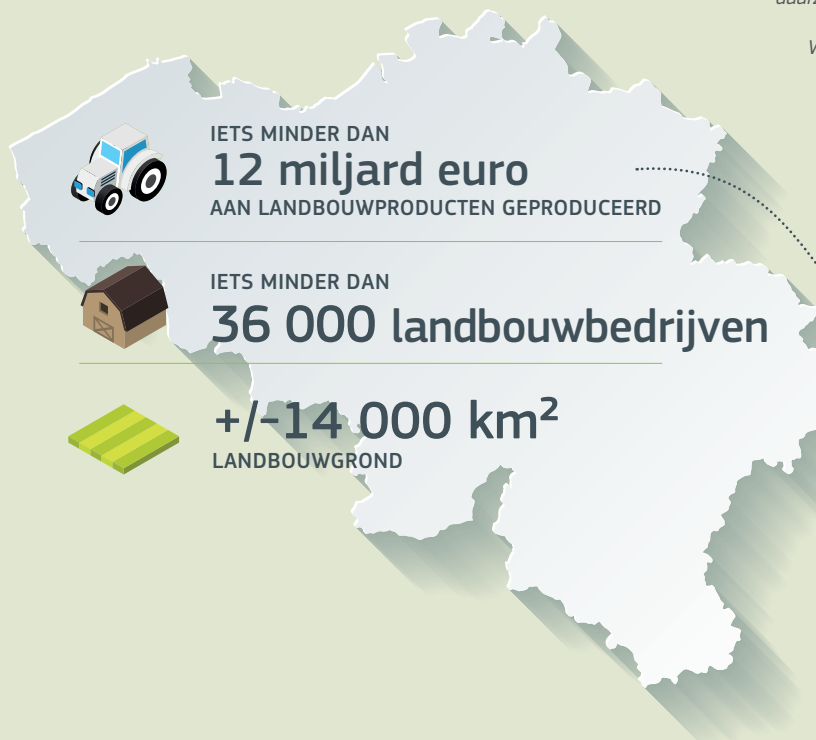 IETS MINDER DAN
12 miljard euro
AAN LANDBOUWPRODUCTEN GEPRODUCEERD
IETS MINDER DAN
36 000 landbouwbedrijven
+/-14 000 km²
LANDBOUWGROND